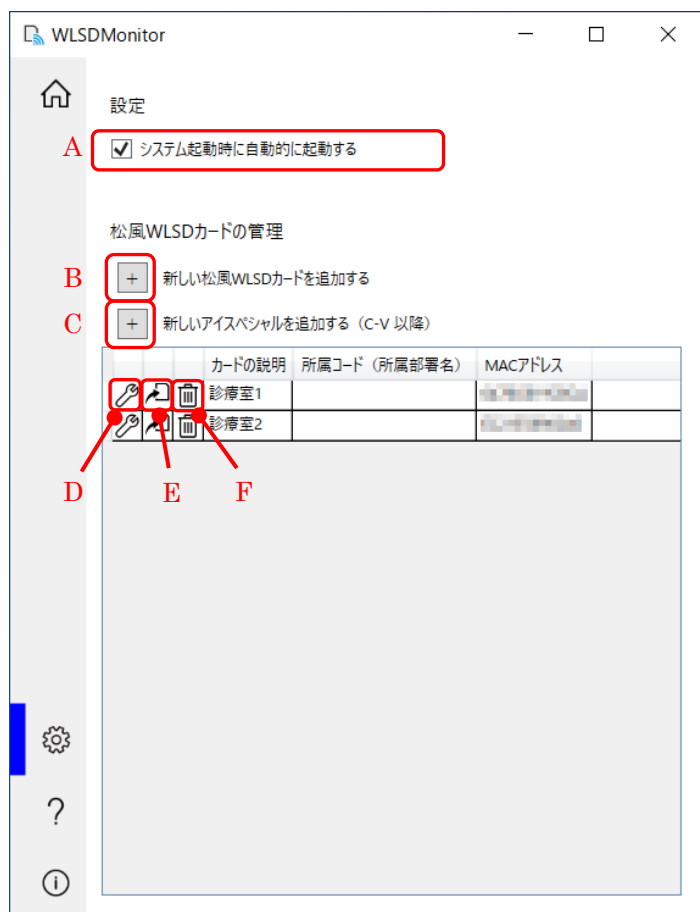 WLSDMonitor
設定
A
システム起動時に自動的に起動する
松風WLSDカードの管理
B + 新しい松風WLSDカードを追加する
C + 新しいアイスペシャルを追加する（C-V 以降）
カードの説明 所属コード（所属部署名） MACアドレス
診療室1
診療室2
D E F